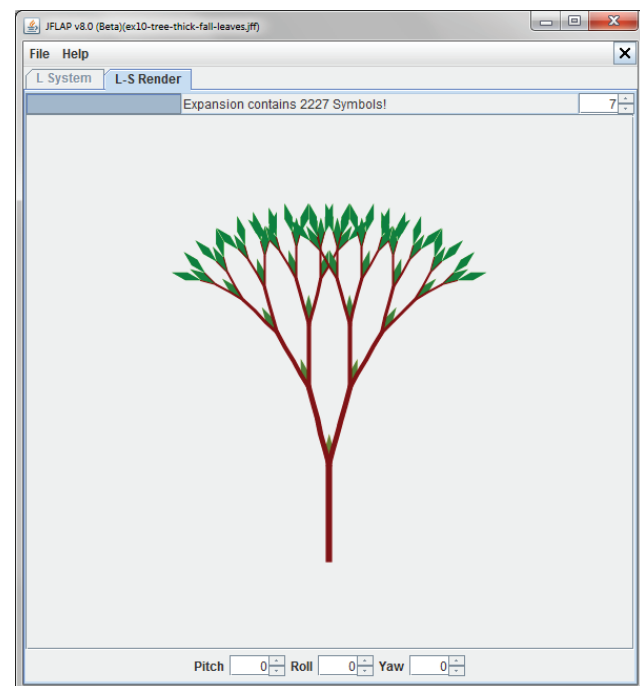 JFLAP v8.0 (Beta)(ex10-tree-thick-fall-leaves.jff)
File Help
L System L-S Render
Expansion contains 2227 Symbols! 7
Pitch 0 Roll 0 Yaw 0